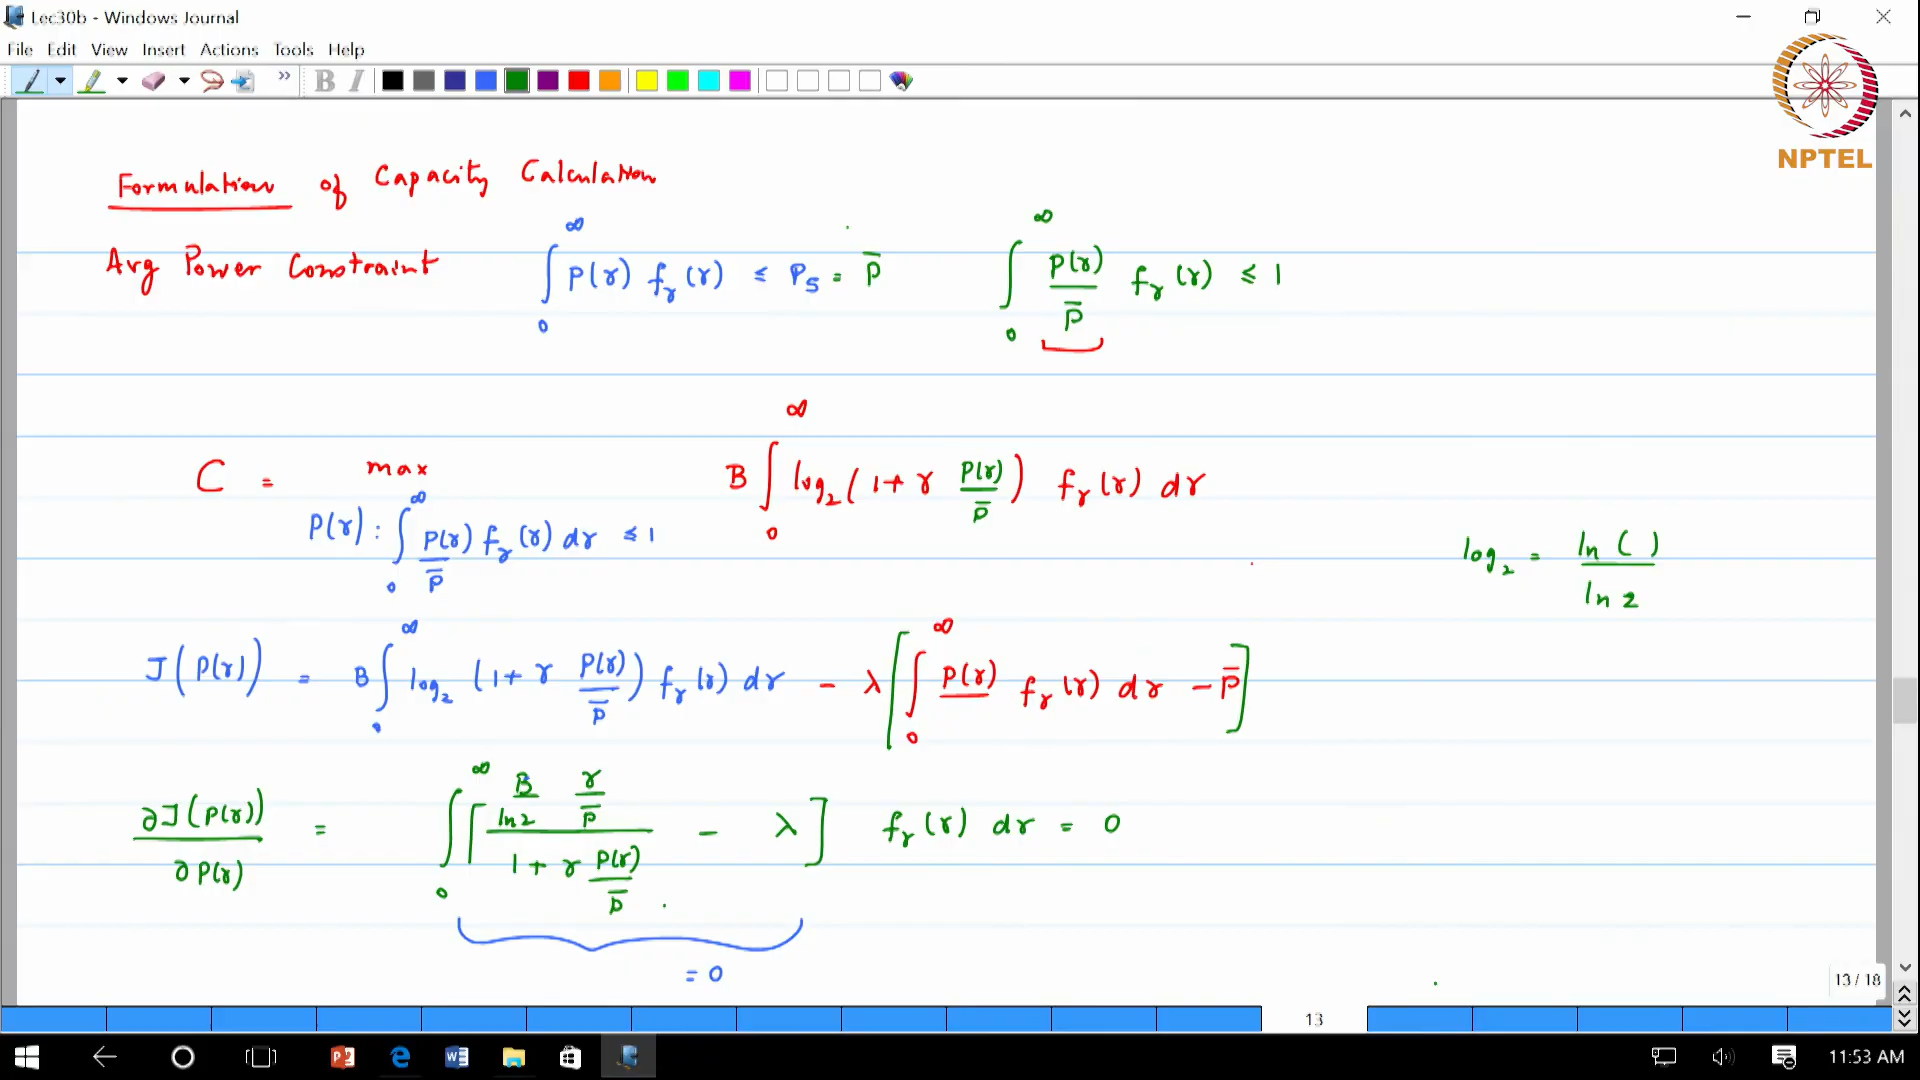 Lec30b - Windows Journal
File Edit View Insert Actions Tools Help
B I
NPTEL
Formulation of Capacity Calculation
Avg Power Constraint ∫₀^∞ P(γ) f_γ(γ) ≤ P_S = P̄ ∫₀^∞ P(γ)/P̄ f_γ(γ) ≤ 1
C = max B ∫₀^∞ log₂(1 + γ P(γ)/P̄) f_γ(γ) dγ
P(γ) : ∫₀^∞ P(γ)/P̄ f_γ(γ) dγ ≤ 1
log₂ = ln ( ) / ln 2
J(P(γ)) = B ∫₀^∞ log₂ (1 + γ P(γ)/P̄) f_γ(γ) dγ - λ [∫₀^∞ P(γ) f_γ(γ) dγ - P̄]
∂J(P(γ)) / ∂P(γ) = ∫₀^∞ [ (B/ln 2 γ/P̄) / (1 + γ P(γ)/P̄) - λ ] f_γ(γ) dγ = 0
= 0
13 / 18
13
11:53 AM